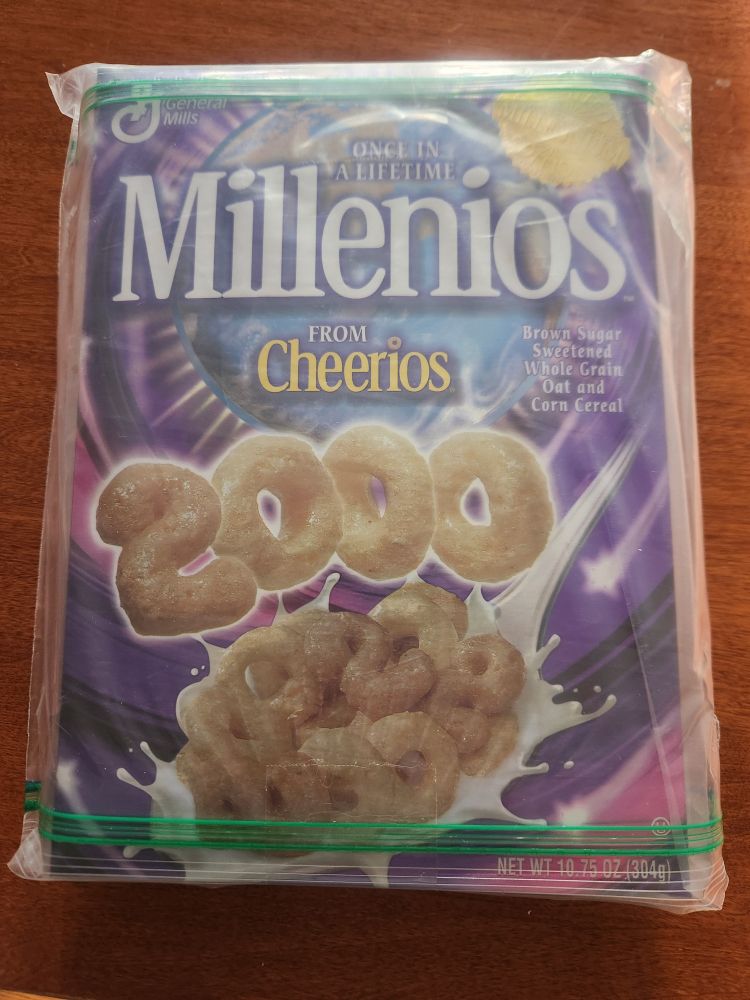 General
Mills
ONCE IN
A LIFETIME
Millenios
FROM
Cheerios
Brown Sugar
Sweetened
Whole Grain
Oat and
Corn Cereal
2000
NET WT 10.75 OZ (304g)